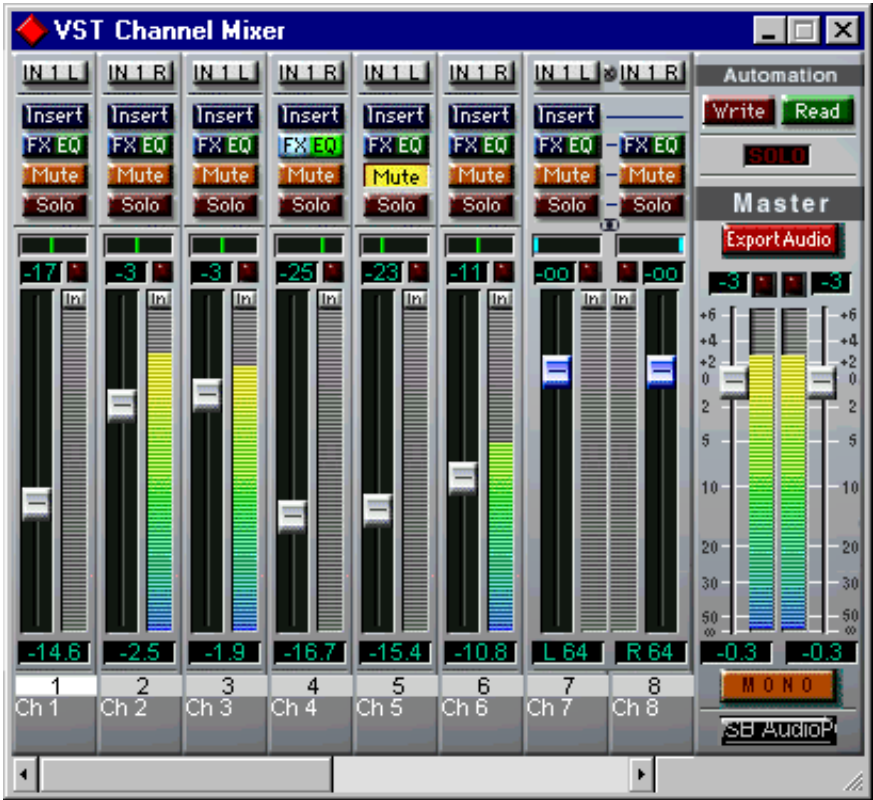 VST Channel Mixer
IN 1 L IN 1 R IN 1 L IN 1 R IN 1 L IN 1 R IN 1 L IN 1 R
Automation
Insert Insert Insert Insert Insert Insert Insert
Write Read
FX EQ FX EQ FX EQ FX EQ FX EQ FX EQ FX EQ FX EQ
SOLO
Mute Mute Mute Mute Mute Mute Mute Mute
Solo Solo Solo Solo Solo Solo Solo Solo
Master
Export Audio
-17 -3 -3 -25 -23 -11 -oo -oo
-3 -3
In In In In In In In In
+6 +6
+4 +4
+2 +2
0 0
2 2
5 5
10 10
20 20
30 30
50 50
∞ ∞
-14.6 -2.5 -1.9 -16.7 -15.4 -10.8 L 64 R 64
-0.3 -0.3
1 2 3 4 5 6 7 8
MONO
Ch 1 Ch 2 Ch 3 Ch 4 Ch 5 Ch 6 Ch 7 Ch 8
SB AudioP